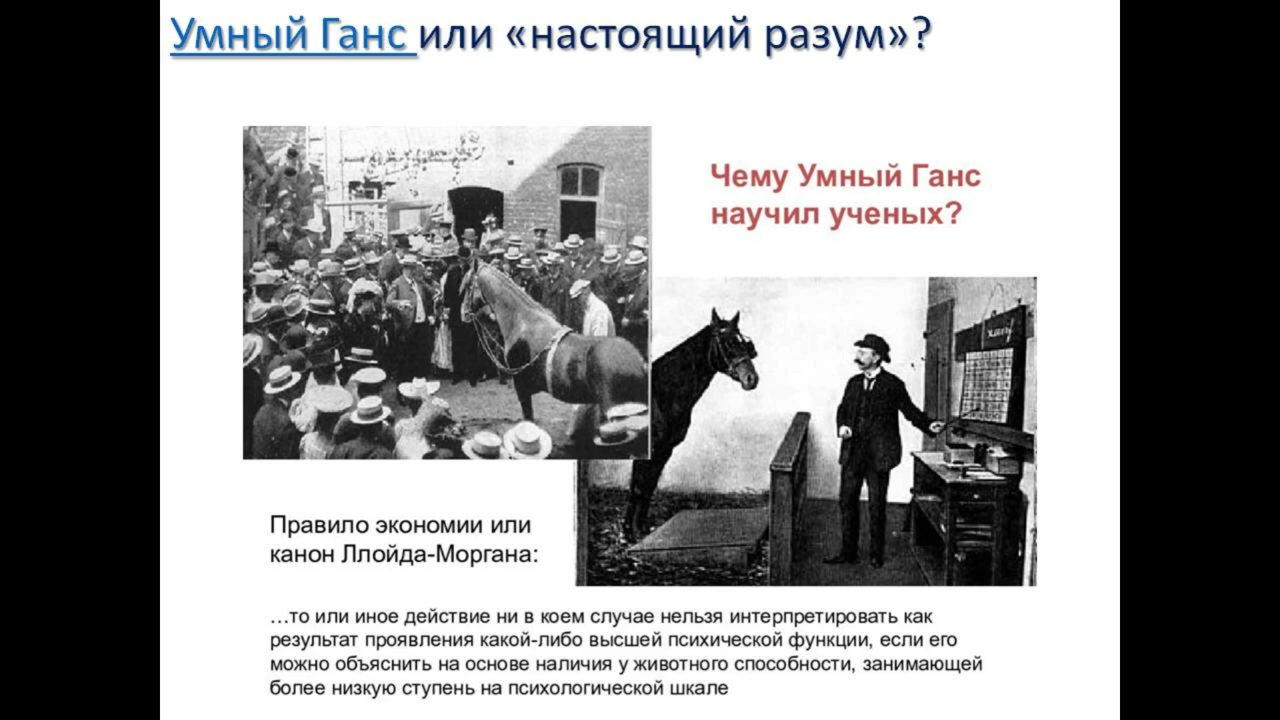 Умный Ганс или «настоящий разум»?
Чему Умный Ганс
научил ученых?
Правило экономии или
канон Ллойда-Моргана:
…то или иное действие ни в коем случае нельзя интерпретировать как
результат проявления какой-либо высшей психической функции, если его
можно объяснить на основе наличия у животного способности, занимающей
более низкую ступень на психологической шкале